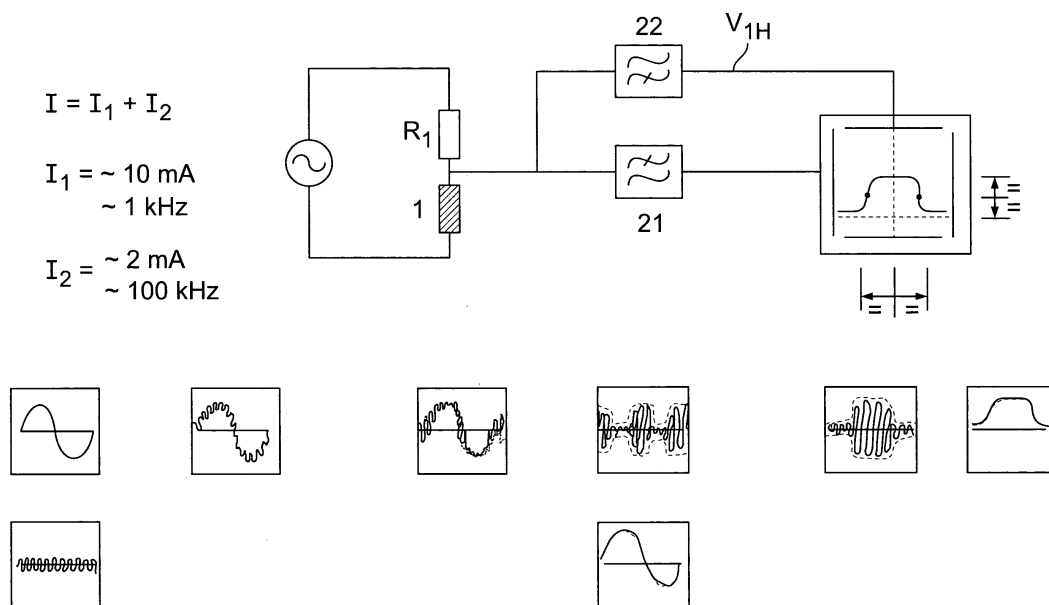 I = I1 + I2
I1 = ~ 10 mA
~ 1 kHz
I2 = ~ 2 mA
~ 100 kHz
R1
1
22
V1H
21
=
=
= =